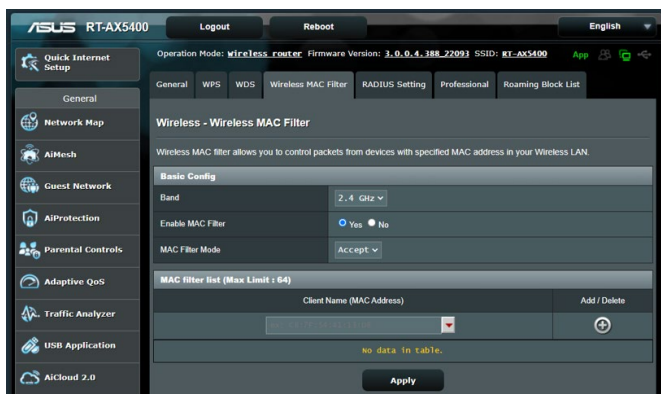 ASUS RT-AX5400 Logout Reboot English
Quick Internet Setup
Operation Mode: Wireless router Firmware Version: 3.0.0.4.388_22093 SSID: RT-AX5400 App
General WPS WDS Wireless MAC Filter RADIUS Setting Professional Roaming Block List
General
Network Map
AiMesh
Guest Network
AiProtection
Parental Controls
Adaptive QoS
Traffic Analyzer
USB Application
AiCloud 2.0
Wireless - Wireless MAC Filter
Wireless MAC filter allows you to control packets from devices with specified MAC address in your Wireless LAN.
Basic Config
Band 2.4 GHz
Enable MAC Filter Yes No
MAC Filter Mode Accept
MAC filter list (Max Limit : 64)
Client Name (MAC Address) Add / Delete
No data in table.
Apply